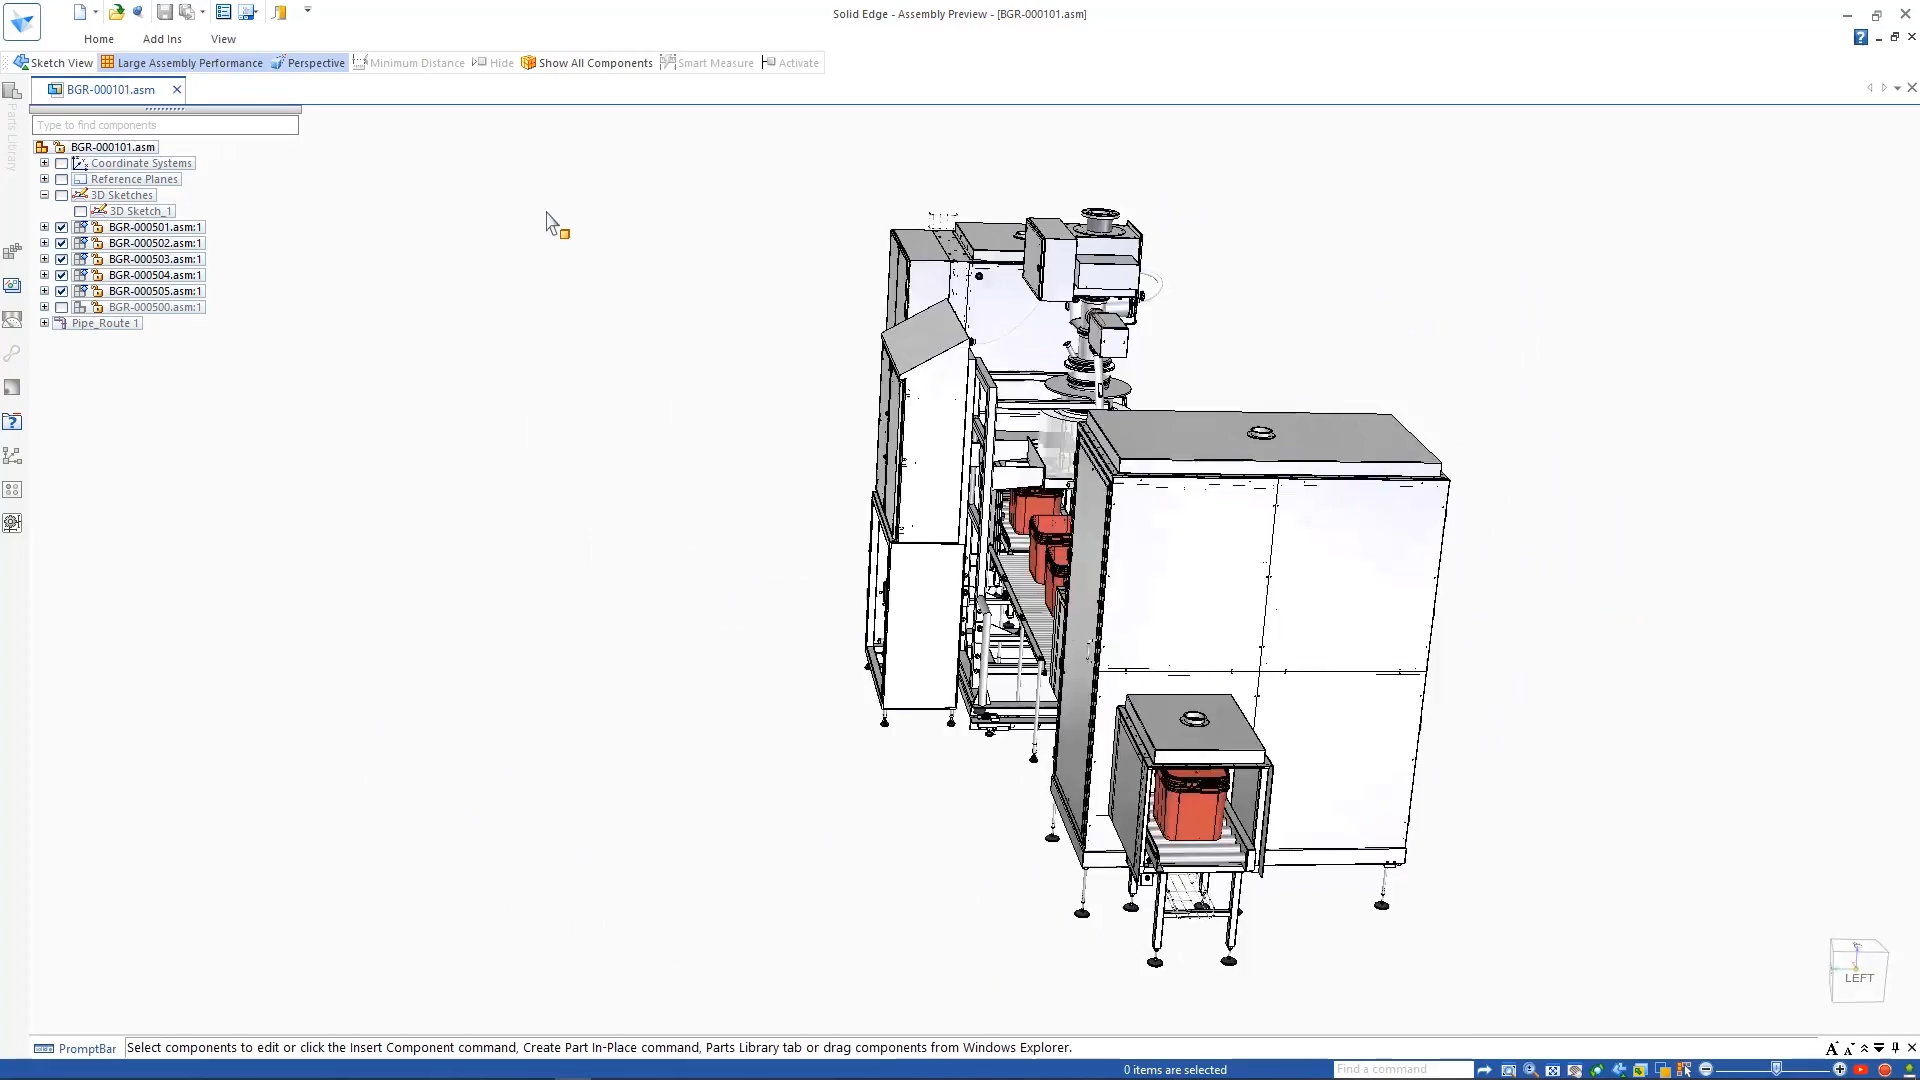 Solid Edge - Assembly Preview - [BGR-000101.asm]
Home Add Ins View
Sketch View Large Assembly Performance Perspective Minimum Distance Hide Show All Components Smart Measure Activate
BGR-000101.asm
Parts Library
Type to find components
BGR-000101.asm
Coordinate Systems
Reference Planes
3D Sketches
3D Sketch_1
BGR-000501.asm:1
BGR-000502.asm:1
BGR-000503.asm:1
BGR-000504.asm:1
BGR-000505.asm:1
BGR-000500.asm:1
Pipe_Route 1
LEFT
PromptBar Select components to edit or click the Insert Component command, Create Part In-Place command, Parts Library tab or drag components from Windows Explorer.
0 items are selected Find a command